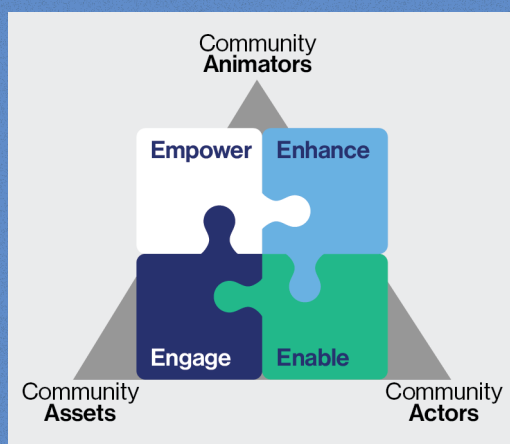 Community
Animators
Empower
Enhance
Engage
Enable
Community
Assets
Community
Actors